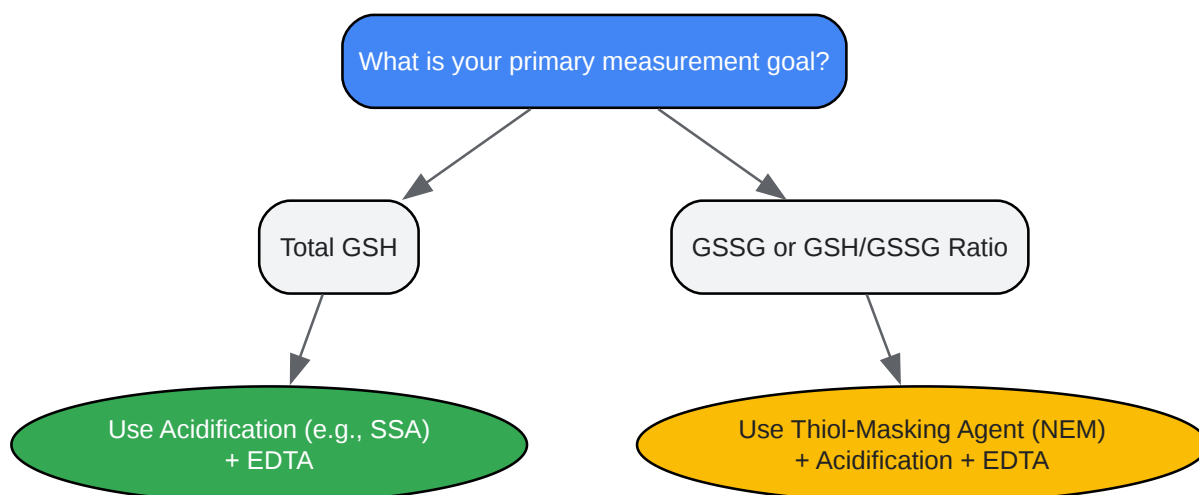 What is your primary measurement goal?
Total GSH
GSSG or GSH/GSSG Ratio
Use Acidification (e.g., SSA)
+ EDTA
Use Thiol-Masking Agent (NEM)
+ Acidification + EDTA